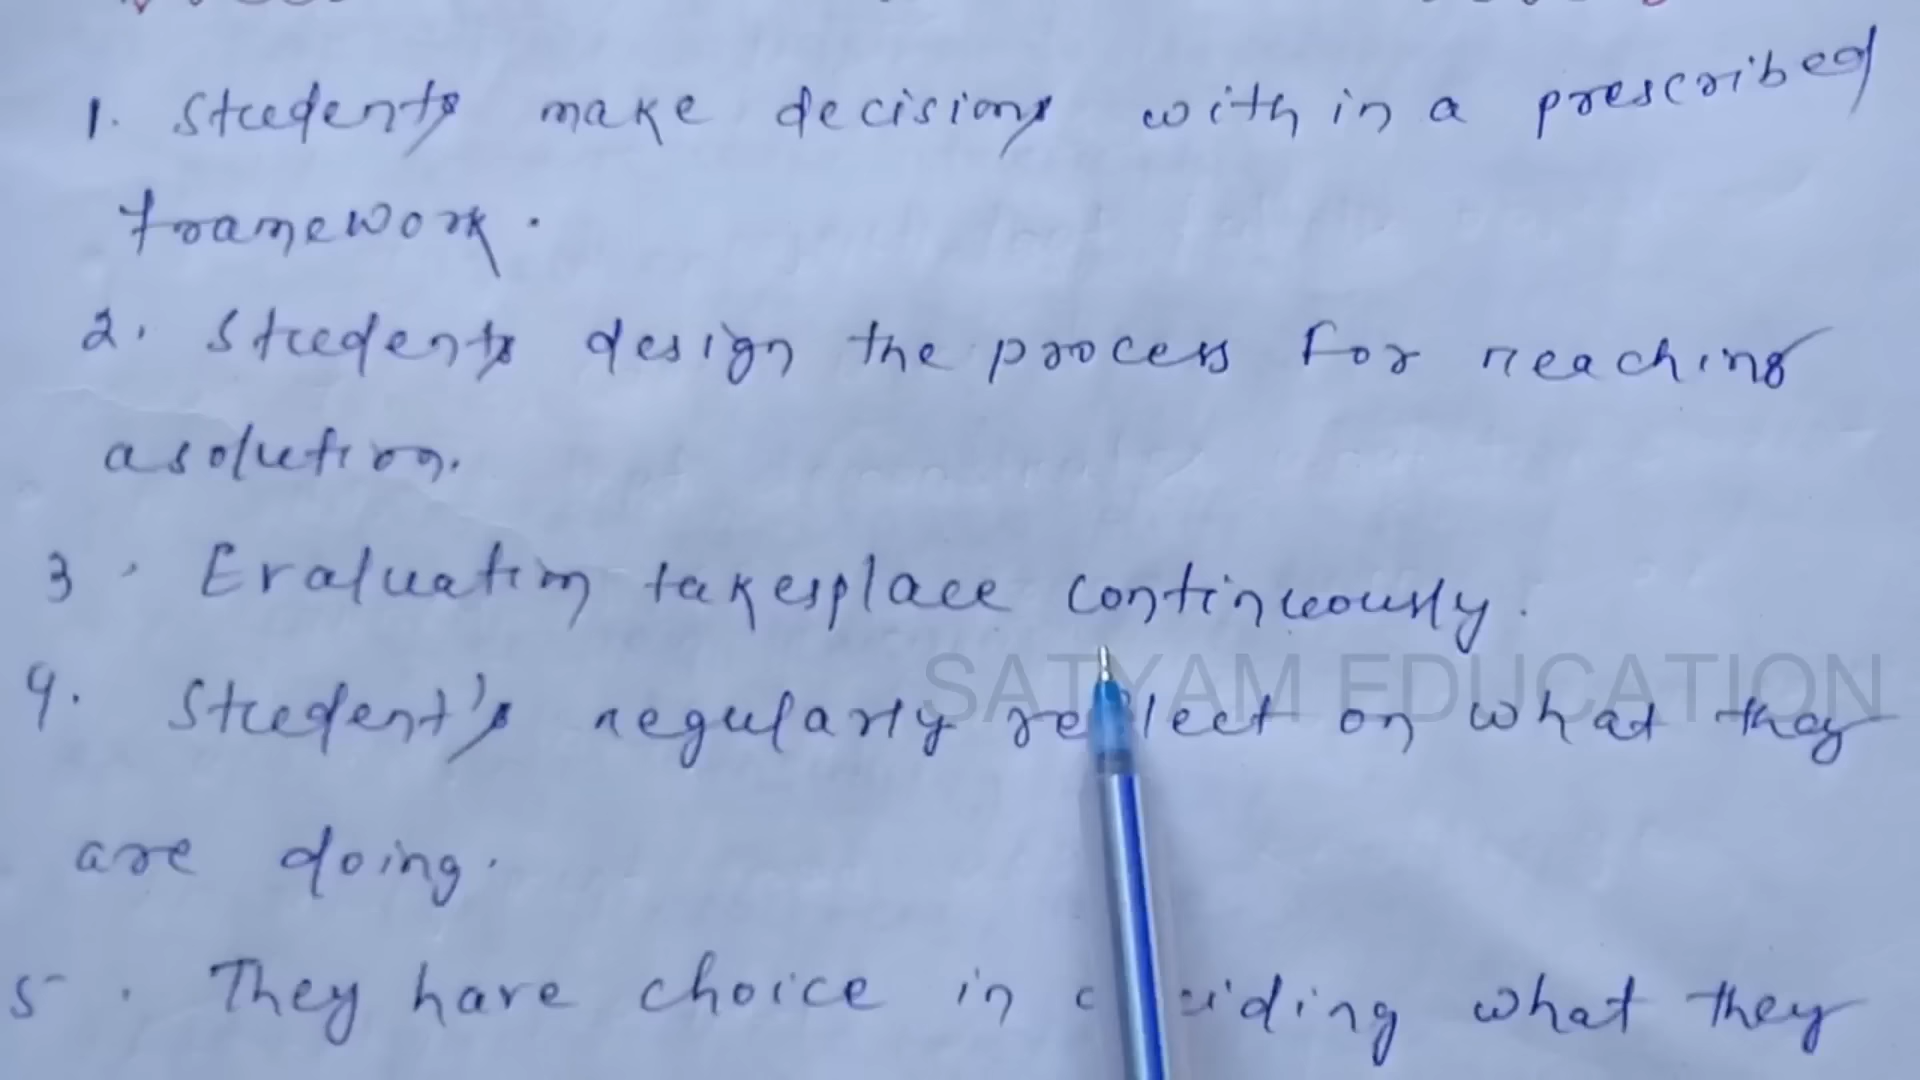 1. Students make decisions with in a prescribed
framework.
2. Students design the process for reaching
a solution.
3. Evaluation takesplace continuously.
SATYAM EDUCATION
4. Student's regularly reflect on what they
are doing.
5. They have choice in deciding what they